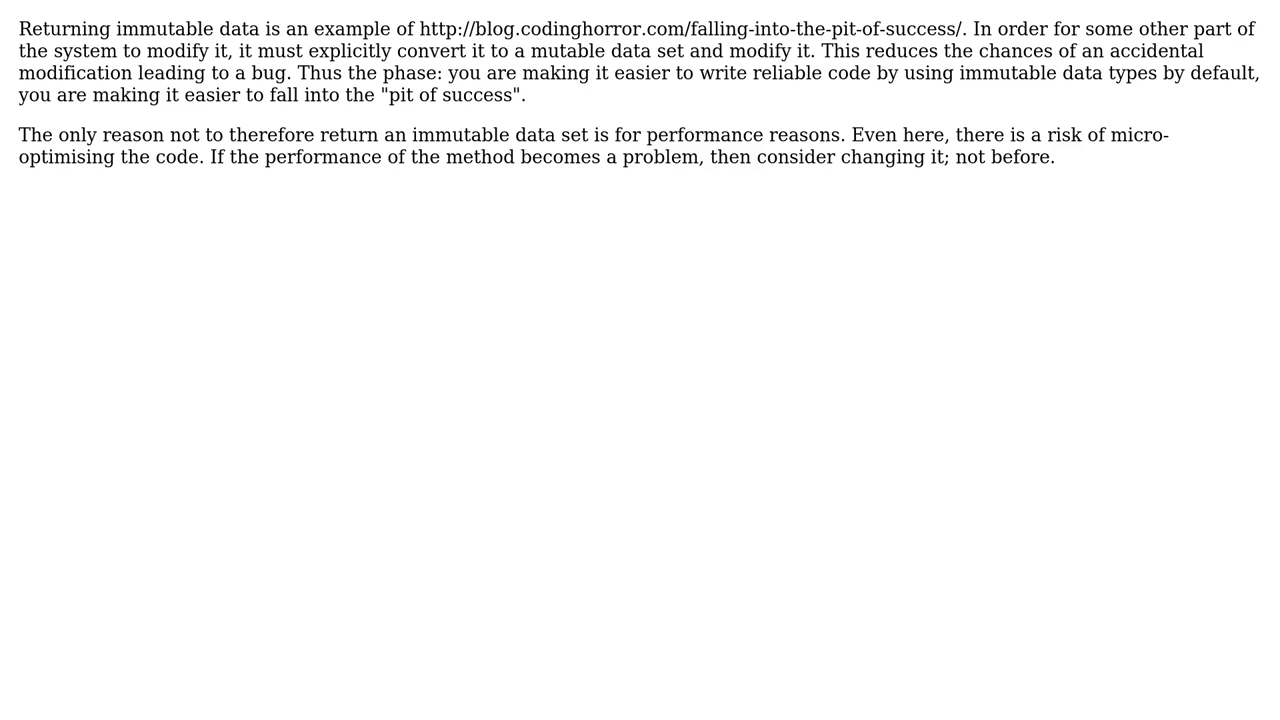 Returning immutable data is an example of http://blog.codinghorror.com/falling-into-the-pit-of-success/. In order for some other part of
the system to modify it, it must explicitly convert it to a mutable data set and modify it. This reduces the chances of an accidental
modification leading to a bug. Thus the phase: you are making it easier to write reliable code by using immutable data types by default,
you are making it easier to fall into the "pit of success".
The only reason not to therefore return an immutable data set is for performance reasons. Even here, there is a risk of micro-
optimising the code. If the performance of the method becomes a problem, then consider changing it; not before.